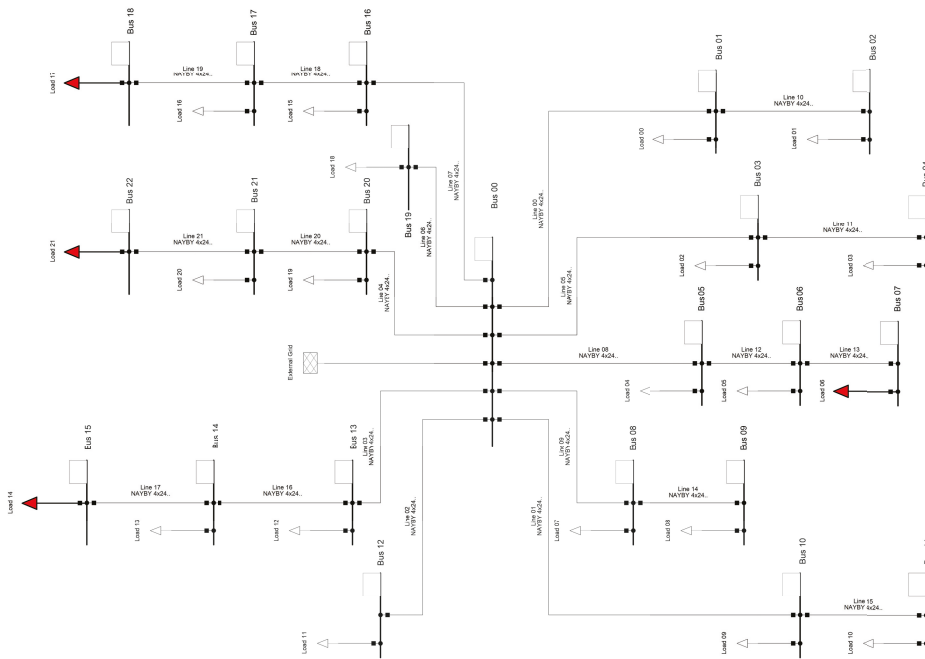 Bus 18
Bus 17
Bus 16
Line 19
NAYBY 4x24..
Line 18
NAYBY 4x24..
Load 17
Load 16
Load 15
Bus 01
Bus 02
Line 10
NAYBY 4x24..
Load 00
Load 01
Load 18
Bus 19
Line 07
NAYBY 4x24..
Line 06
NAYBY 4x24..
Bus 00
Line 00
NAYBY 4x24..
Bus 03
Line 11
NAYBY 4x24..
Load 02
Load 03
Bus 22
Bus 21
Bus 20
Line 21
NAYBY 4x24..
Line 20
NAYBY 4x24..
Load 21
Load 20
Load 19
Line 04
NAYBY 4x24..
Line 05
NAYBY 4x24..
External Grid
Bus05
Bus06
Bus 07
Line 08
NAYBY 4x24..
Line 12
NAYBY 4x24..
Line 13
NAYBY 4x24..
Load 04
Load 05
Load 06
Bus 15
Bus 14
Bus 13
Line 17
NAYBY 4x24..
Line 16
NAYBY 4x24..
Load 14
Load 13
Load 12
Line 03
NAYBY 4x24..
Line 09
NAYBY 4x24..
Bus 08
Bus 09
Line 14
NAYBY 4x24..
Load 07
Load 08
Line 02
NAYBY 4x24..
Line 01
NAYBY 4x24..
Bus 12
Load 11
Bus 10
Line 15
NAYBY 4x24..
Load 09
Load 10